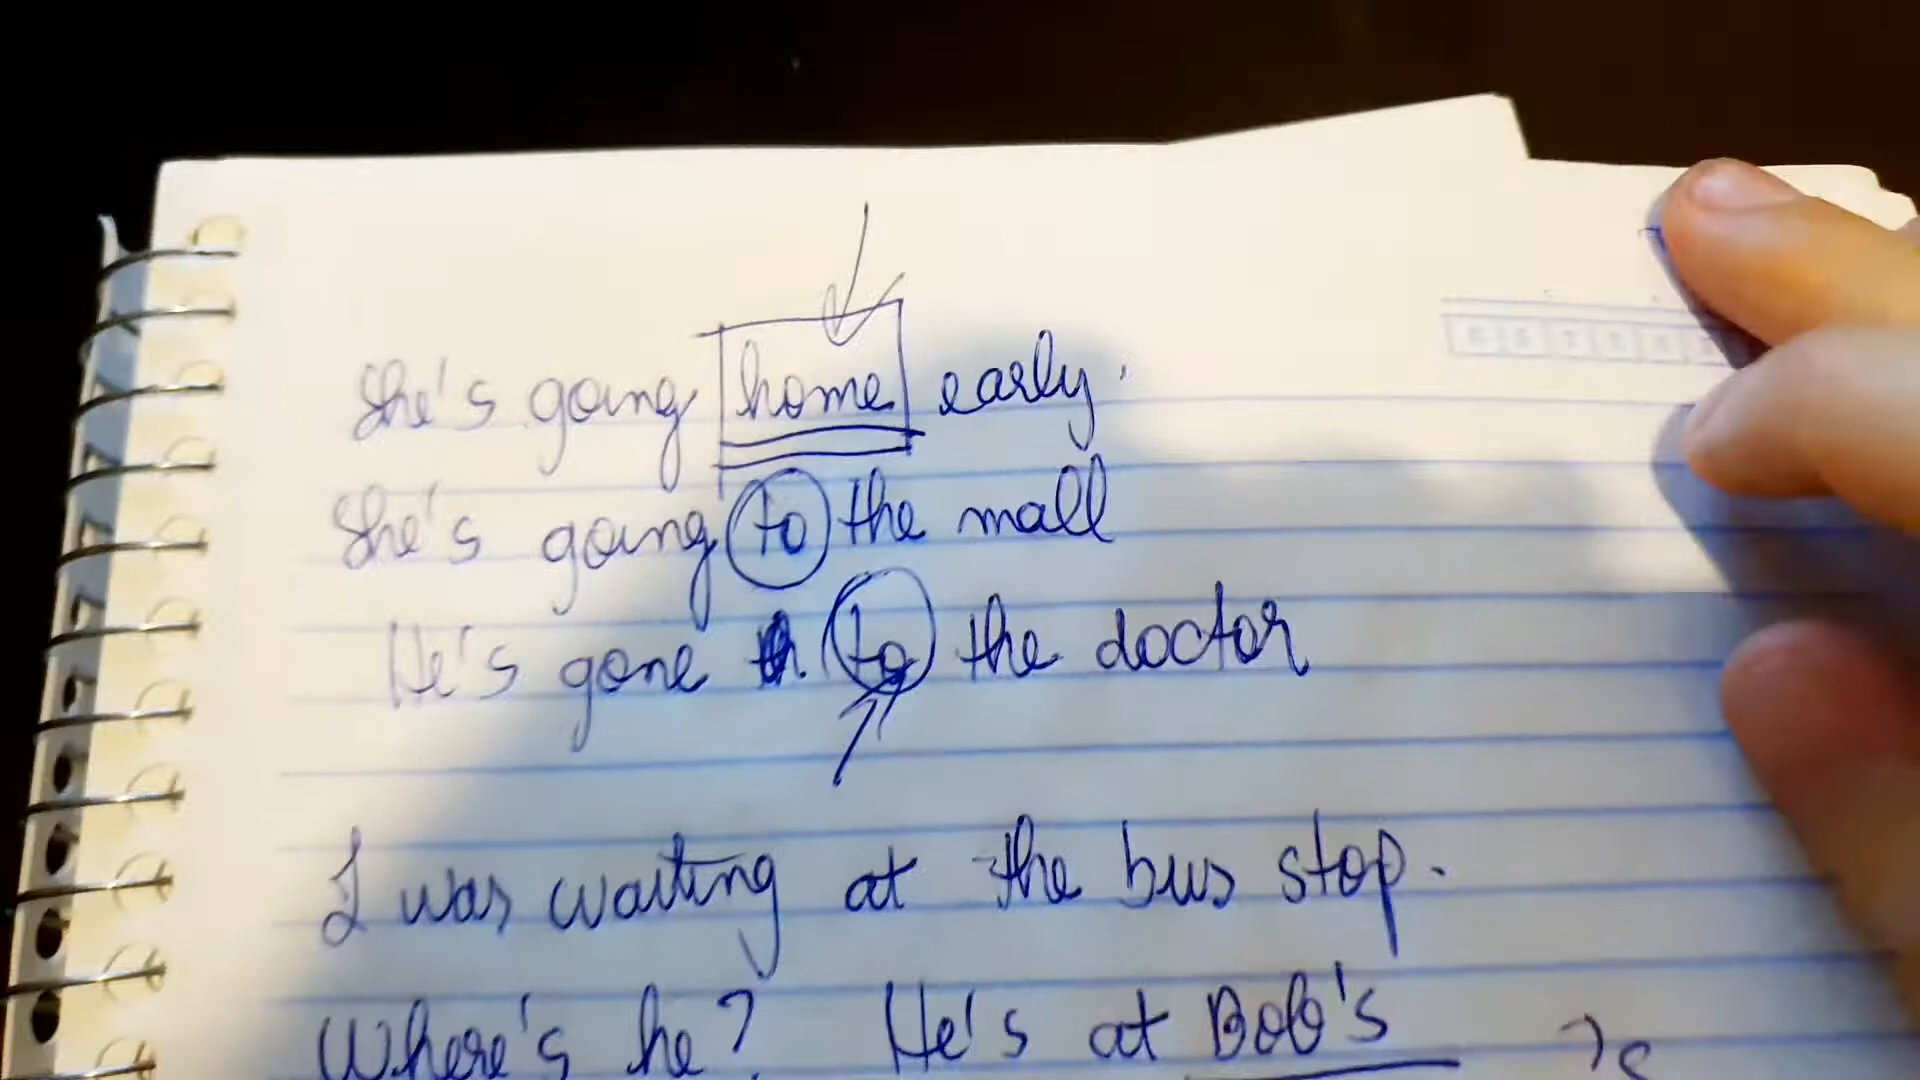 She's going home early.
She's going to the mall
He's gone to the doctor
I was waiting at the bus stop.
Where's he? He's at Bob's